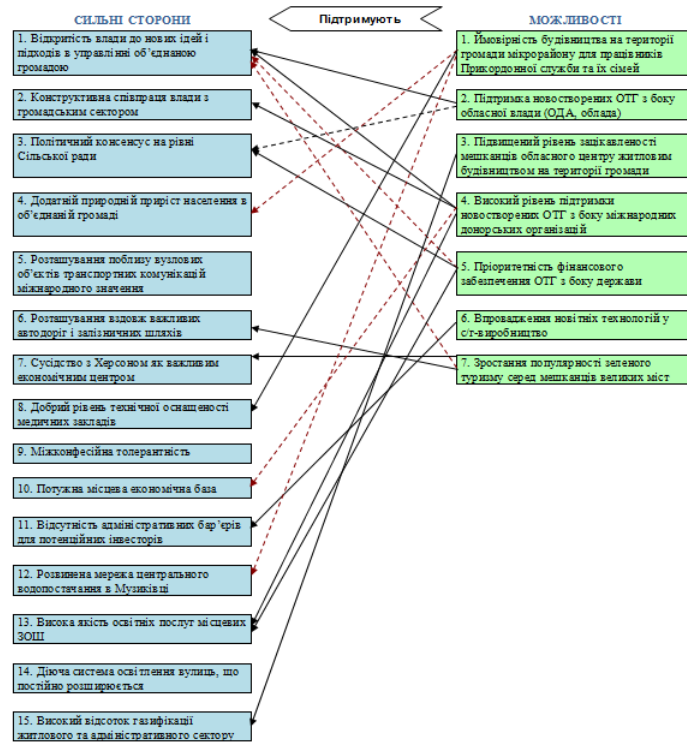 СИЛЬНІ СТОРОНИ
Підтримують
МОЖЛИВОСТІ
1. Відкритість влади до нових ідей і
підходів в управлінні об’єднаною
громадою
2. Конструктивна співпраця влади з
громадським сектором
3. Політичний консенсус на рівні
Сільської ради
4. Додатній природній приріст населення в
об’єднаній громаді
5. Розташування поблизу вузлових
об’єктів транспортних комунікацій
міжнародного значення
6. Розташування вздовж важливих
автодоріг і залізничних шляхів
7. Сусідство з Херсоном як важливим
економічним центром
8. Добрий рівень технічної оснащеності
медичних закладів
9. Міжконфесійна толерантність
10. Потужна місцева економічна база
11. Відсутність адміністративних бар’єрів
для потенційних інвесторів
12. Розвинена мережа центрального
водопостачання в Музиківці
13. Висока якість освітніх послуг місцевих
ЗОШ
14. Діюча система освітлення вулиць, що
постійно розширюється
15. Високий відсоток газифікації
житлового та адміністративного сектору
1. Ймовірність будівництва на території
громади мікрорайону для працівників
Прикордонної служби та їх сімей
2. Підтримка новостворених ОТГ з боку
обласної влади (ОДА, облада)
3. Підвищений рівень зацікавленості
мешканців обласного центру житловим
будівництвом на території громади
4. Високий рівень підтримки
новостворених ОТГ з боку міжнародних
донорських організацій
5. Пріоритетність фінансового
забезпечення ОТГ з боку держави
6. Впровадження новітніх технологій у
с/г-виробництво
7. Зростання популярності зеленого
туризму серед мешканців великих міст